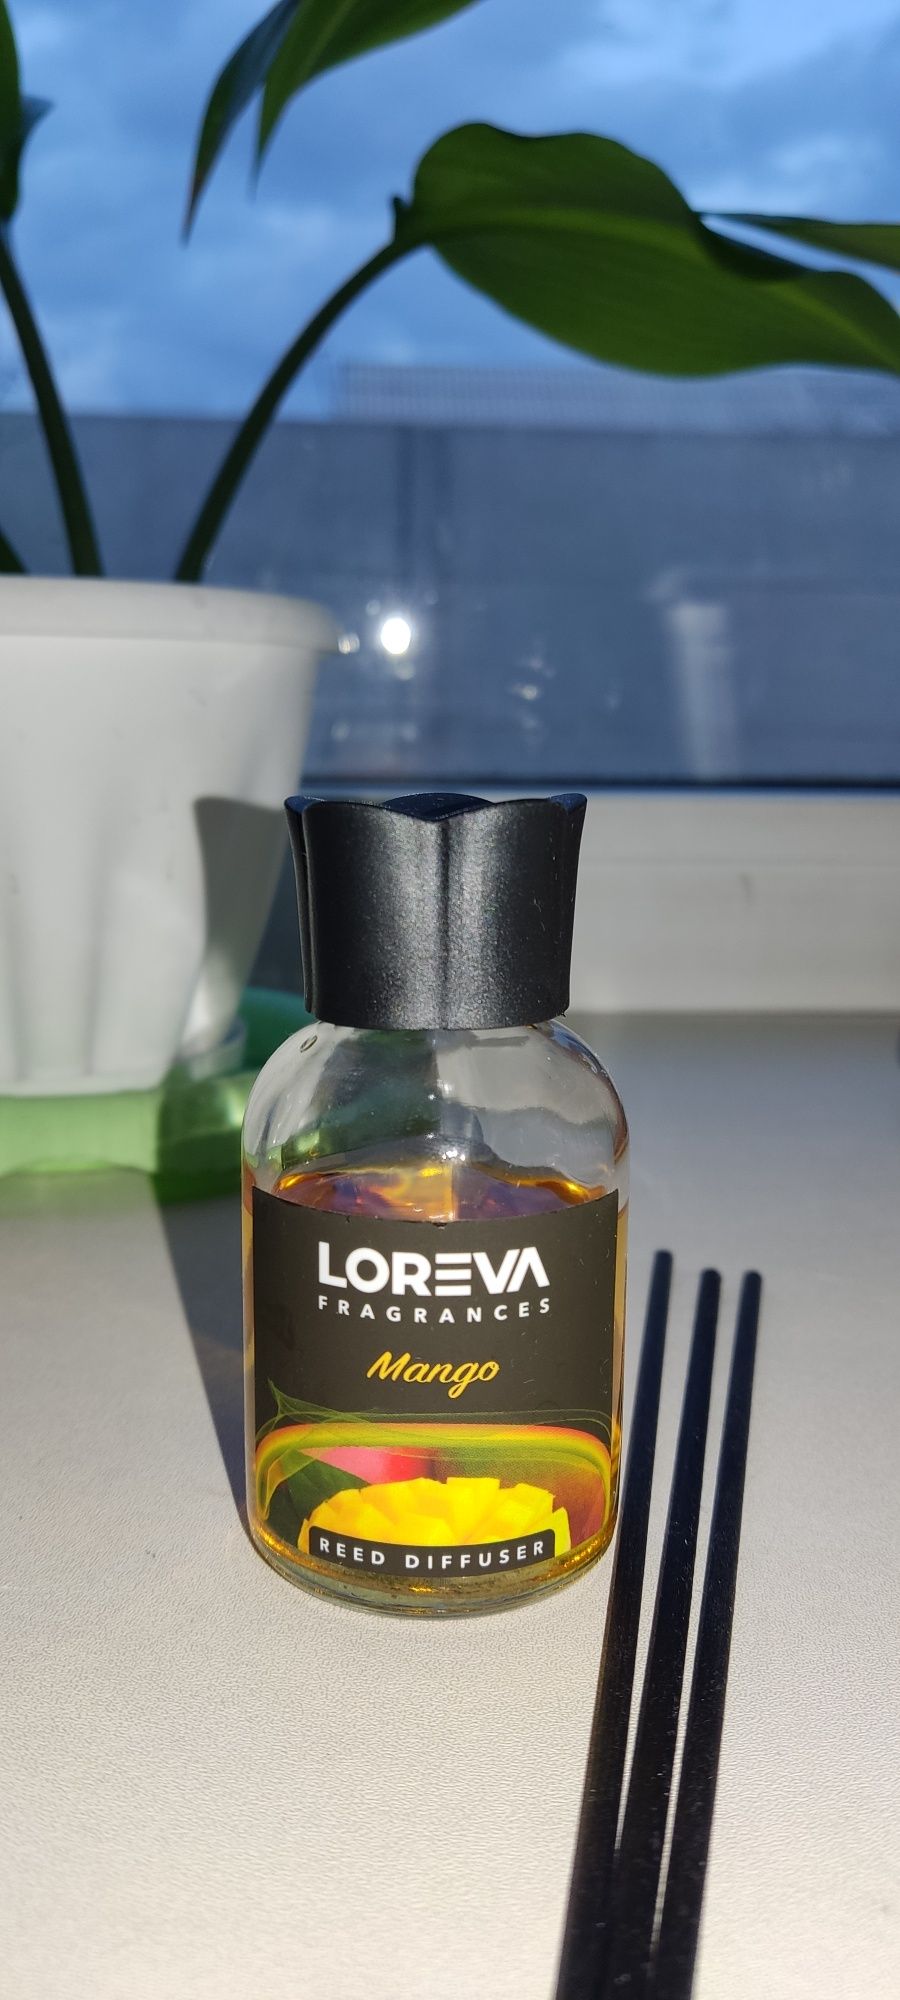 LOREVA
FRAGRANCES
Mango
REED DIFFUSER